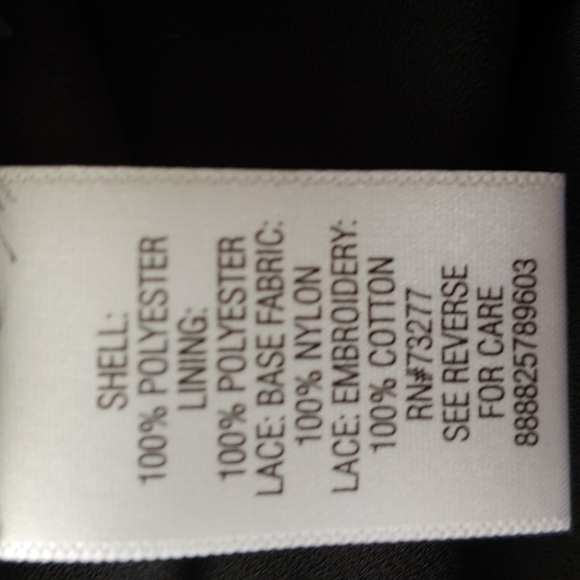 SHELL:
100% POLYESTER
LINING:
100% POLYESTER
LACE: BASE FABRIC:
100% NYLON
LACE: EMBROIDERY:
100% COTTON
RN#73277
SEE REVERSE
FOR CARE
888825789603